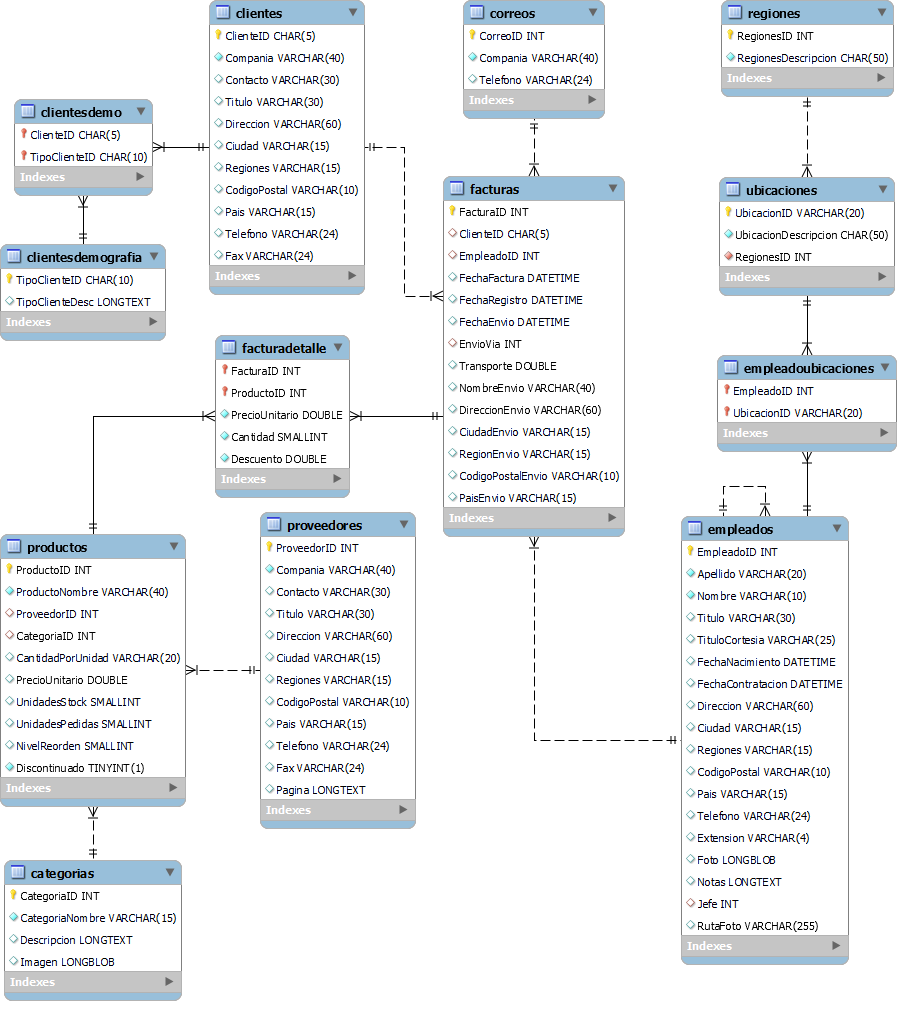 clientes
ClienteID CHAR(5)
Compania VARCHAR(40)
Contacto VARCHAR(30)
Titulo VARCHAR(30)
Direccion VARCHAR(60)
Ciudad VARCHAR(15)
Regiones VARCHAR(15)
CodigoPostal VARCHAR(10)
Pais VARCHAR(15)
Telefono VARCHAR(24)
Fax VARCHAR(24)
Indexes
correos
CorreoID INT
Compania VARCHAR(40)
Telefono VARCHAR(24)
Indexes
regiones
RegionesID INT
RegionesDescripcion CHAR(50)
Indexes
clientesdemo
ClienteID CHAR(5)
TipoClienteID CHAR(10)
Indexes
clientesdemografia
TipoClienteID CHAR(10)
TipoClienteDesc LONGTEXT
Indexes
facturas
FacturaID INT
ClienteID CHAR(5)
EmpleadoID INT
FechaFactura DATETIME
FechaRegistro DATETIME
FechaEnvio DATETIME
EnvioVia INT
Transporte DOUBLE
NombreEnvio VARCHAR(40)
DireccionEnvio VARCHAR(60)
CiudadEnvio VARCHAR(15)
RegionEnvio VARCHAR(15)
CodigoPostalEnvio VARCHAR(10)
PaisEnvio VARCHAR(15)
Indexes
ubicaciones
UbicacionID VARCHAR(20)
UbicacionDescripcion CHAR(50)
RegionesID INT
Indexes
facturadetalle
FacturaID INT
ProductoID INT
PrecioUnitario DOUBLE
Cantidad SMALLINT
Descuento DOUBLE
Indexes
empleadoubicaciones
EmpleadoID INT
UbicacionID VARCHAR(20)
Indexes
productos
ProductoID INT
ProductoNombre VARCHAR(40)
ProveedorID INT
CategoriaID INT
CantidadPorUnidad VARCHAR(20)
PrecioUnitario DOUBLE
UnidadesStock SMALLINT
UnidadesPedidas SMALLINT
NivelReorden SMALLINT
Discontinuado TINYINT(1)
Indexes
proveedores
ProveedorID INT
Compania VARCHAR(40)
Contacto VARCHAR(30)
Titulo VARCHAR(30)
Direccion VARCHAR(60)
Ciudad VARCHAR(15)
Regiones VARCHAR(15)
CodigoPostal VARCHAR(10)
Pais VARCHAR(15)
Telefono VARCHAR(24)
Fax VARCHAR(24)
Pagina LONGTEXT
Indexes
empleados
EmpleadoID INT
Apellido VARCHAR(20)
Nombre VARCHAR(10)
Titulo VARCHAR(30)
TituloCortesia VARCHAR(25)
FechaNacimiento DATETIME
FechaContratacion DATETIME
Direccion VARCHAR(60)
Ciudad VARCHAR(15)
Regiones VARCHAR(15)
CodigoPostal VARCHAR(10)
Pais VARCHAR(15)
Telefono VARCHAR(24)
Extension VARCHAR(4)
Foto LONGBLOB
Notas LONGTEXT
Jefe INT
RutaFoto VARCHAR(255)
Indexes
categorias
CategoriaID INT
CategoriaNombre VARCHAR(15)
Descripcion LONGTEXT
Imagen LONGBLOB
Indexes